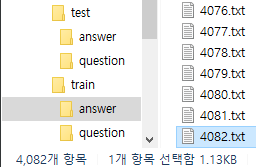 test
answer
question
train
answer
question
4076.txt
4077.txt
4078.txt
4079.txt
4080.txt
4081.txt
4082.txt
4,082개 항목 1개 항목 선택함 1.13KB